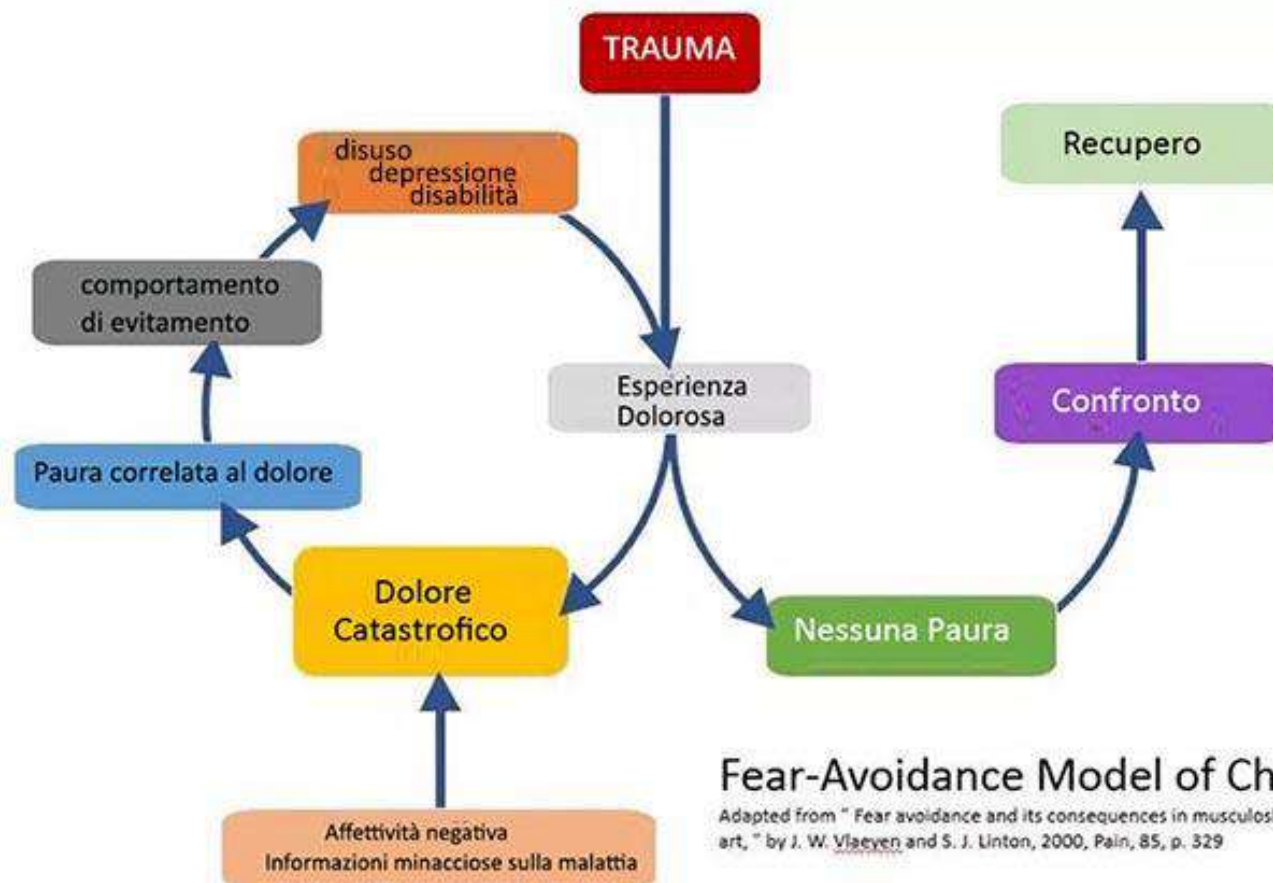 TRAUMA
disuso
depressione
disabilità
Recupero
comportamento
di evitamento
Esperienza
Dolorosa
Confronto
Paura correlata al dolore
Dolore
Catastrofico
Nessuna Paura
Affettività negativa
Informazioni minacciose sulla malattia
Fear-Avoidance Model of Ch
Adapted from " Fear avoidance and its consequences in
art, " by J. W. Vlaeyen and S. J. Linton, 2000, Pain, 85, p. 329